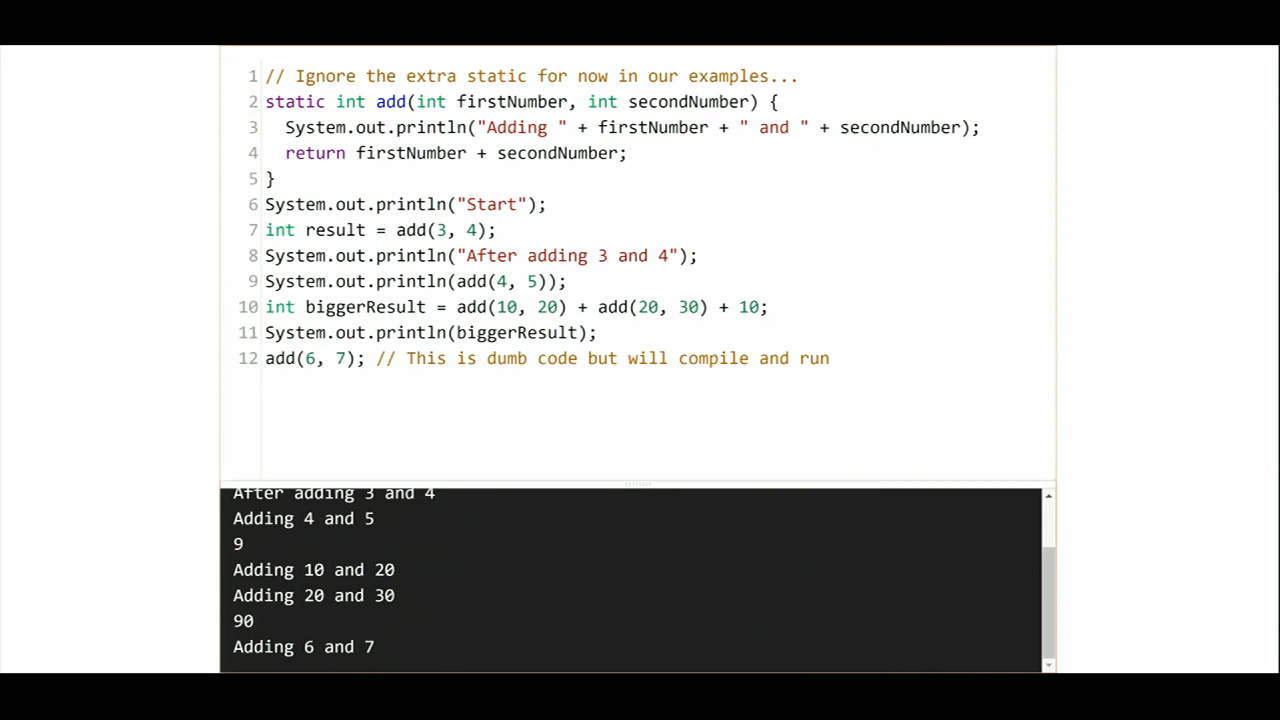 1 // Ignore the extra static for now in our examples...
2 static int add(int firstNumber, int secondNumber) {
3 System.out.println("Adding " + firstNumber + " and " + secondNumber);
4 return firstNumber + secondNumber;
5 }
6 System.out.println("Start");
7 int result = add(3, 4);
8 System.out.println("After adding 3 and 4");
9 System.out.println(add(4, 5));
10 int biggerResult = add(10, 20) + add(20, 30) + 10;
11 System.out.println(biggerResult);
12 add(6, 7); // This is dumb code but will compile and run
After adding 3 and 4
Adding 4 and 5
9
Adding 10 and 20
Adding 20 and 30
90
Adding 6 and 7